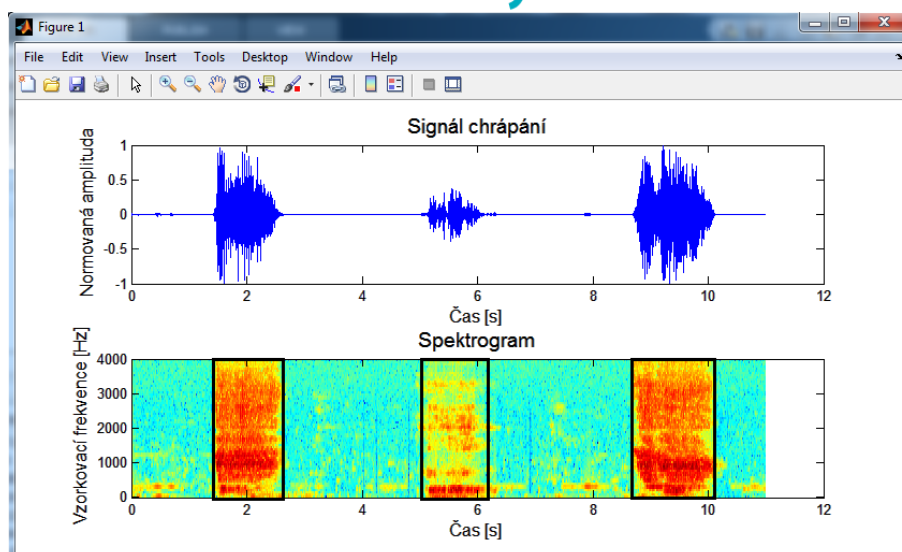 Figure 1
File Edit View Insert Tools Desktop Window Help
Signál chrápání
Normovaná amplituda
1
0.5
0
-0.5
-1
0 2 4 6 8 10 12
Čas [s]
Spektrogram
Vzorkovací frekvence [Hz]
4000
3000
2000
1000
0
0 2 4 6 8 10 12
Čas [s]